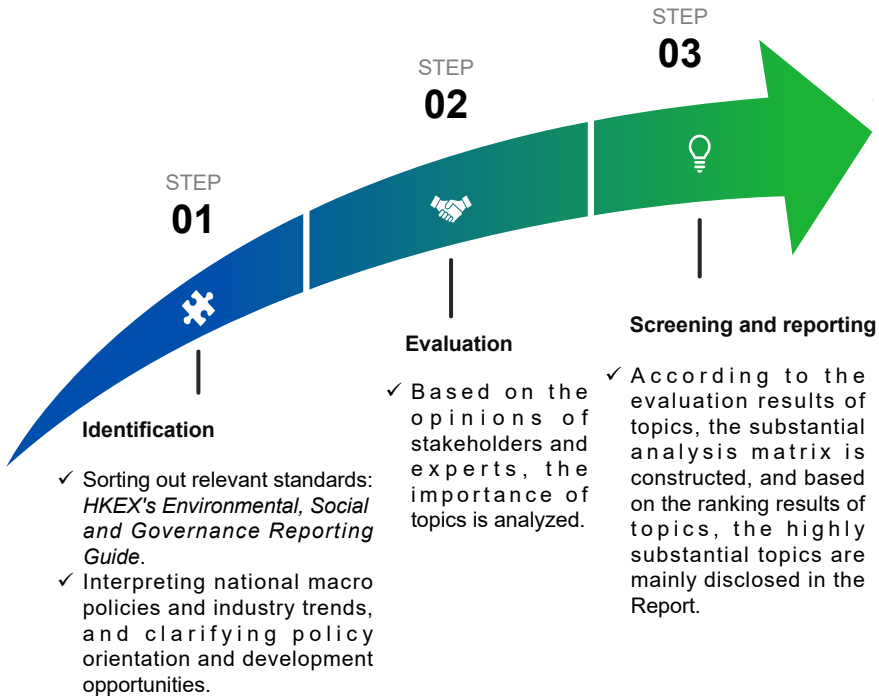 STEP
01
Identification
✓ Sorting out relevant standards:
HKEX's Environmental, Social
and Governance Reporting
Guide.
✓ Interpreting national macro
policies and industry trends,
and clarifying policy
orientation and development
opportunities.
STEP
02
Evaluation
✓ Based on the
opinions of
stakeholders and
experts, the
importance of
topics is analyzed.
STEP
03
Screening and reporting
✓ According to the
evaluation results of
topics, the substantial
analysis matrix is
constructed, and based
on the ranking results of
topics, the highly
substantial topics are
mainly disclosed in the
Report.